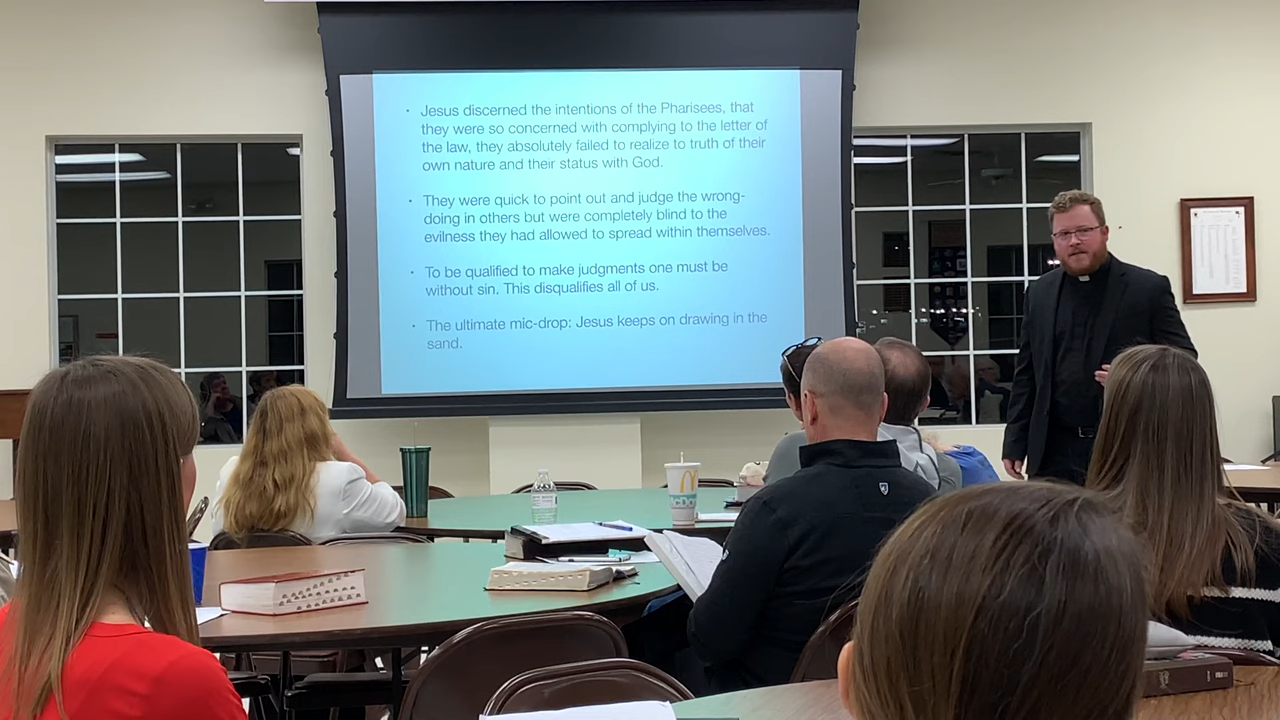 • Jesus discerned the intentions of the Pharisees, that
they were so concerned with complying to the letter of
the law, they absolutely failed to realize to truth of their
own nature and their status with God.
• They were quick to point out and judge the wrong-
doing in others but were completely blind to the
evilness they had allowed to spread within themselves.
• To be qualified to make judgments one must be
without sin. This disqualifies all of us.
• The ultimate mic-drop: Jesus keeps on drawing in the
sand.